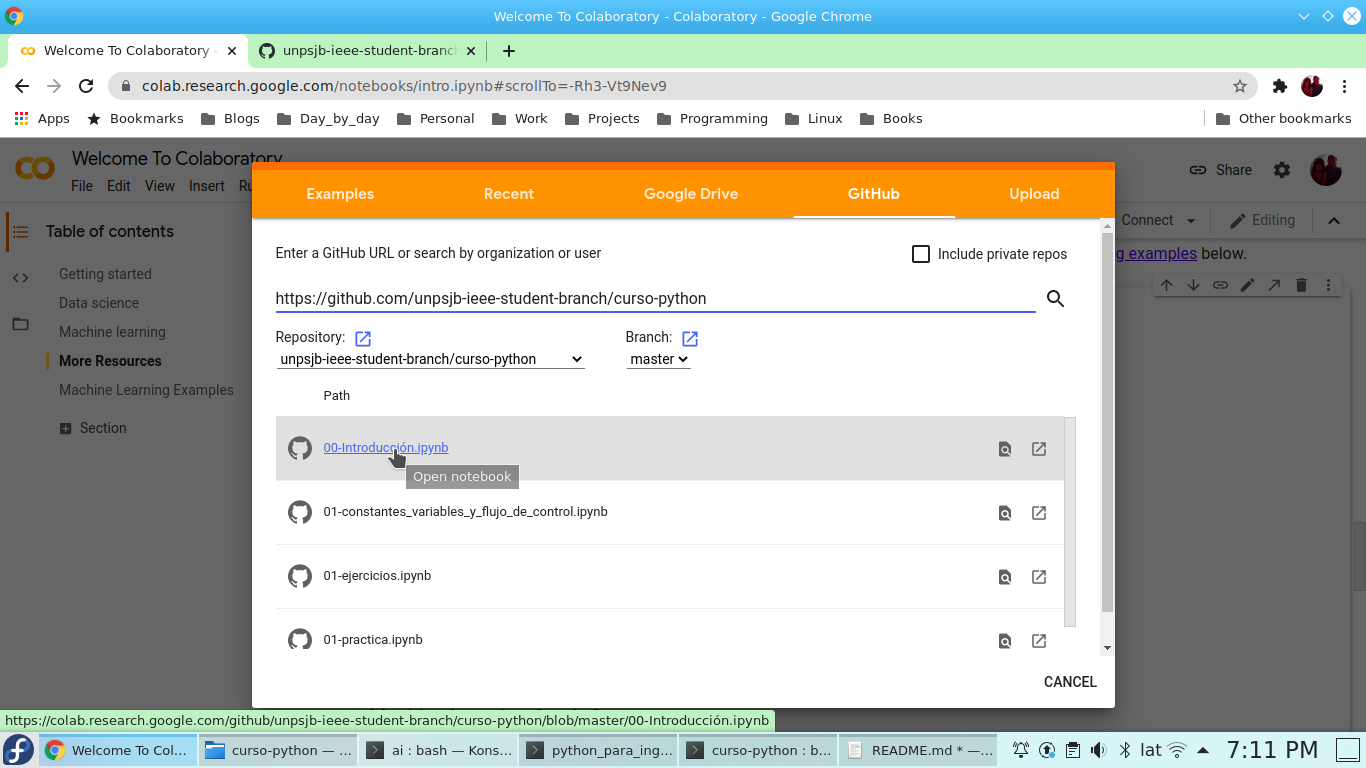 Welcome To Colaboratory - Colaboratory - Google Chrome
Welcome To Colaboratory -
unpsjb-ieee-student-branch
colab.research.google.com/notebooks/intro.ipynb#scrollTo=-Rh3-Vt9Nev9
Apps Bookmarks Blogs Day_by_day Personal Work Projects Programming Linux Books Other bookmarks
Welcome To Colaboratory
File Edit View Insert Ru
Share
Examples Recent Google Drive GitHub Upload
Connect Editing
Table of contents
Getting started
Data science
Machine learning
More Resources
Machine Learning Examples
Section
g examples below.
Enter a GitHub URL or search by organization or user
Include private repos
https://github.com/unpsjb-ieee-student-branch/curso-python
Repository: Branch:
unpsjb-ieee-student-branch/curso-python master
Path
00-Introducción.ipynb
Open notebook
01-constantes_variables_y_flujo_de_control.ipynb
01-ejercicios.ipynb
01-practica.ipynb
CANCEL
https://colab.research.google.com/github/unpsjb-ieee-student-branch/curso-python/blob/master/00-Introducción.ipynb
Welcome To Col... curso-python — ... ai : bash — Kons... python_para_ing... curso-python : b... README.md * —... lat 7:11 PM